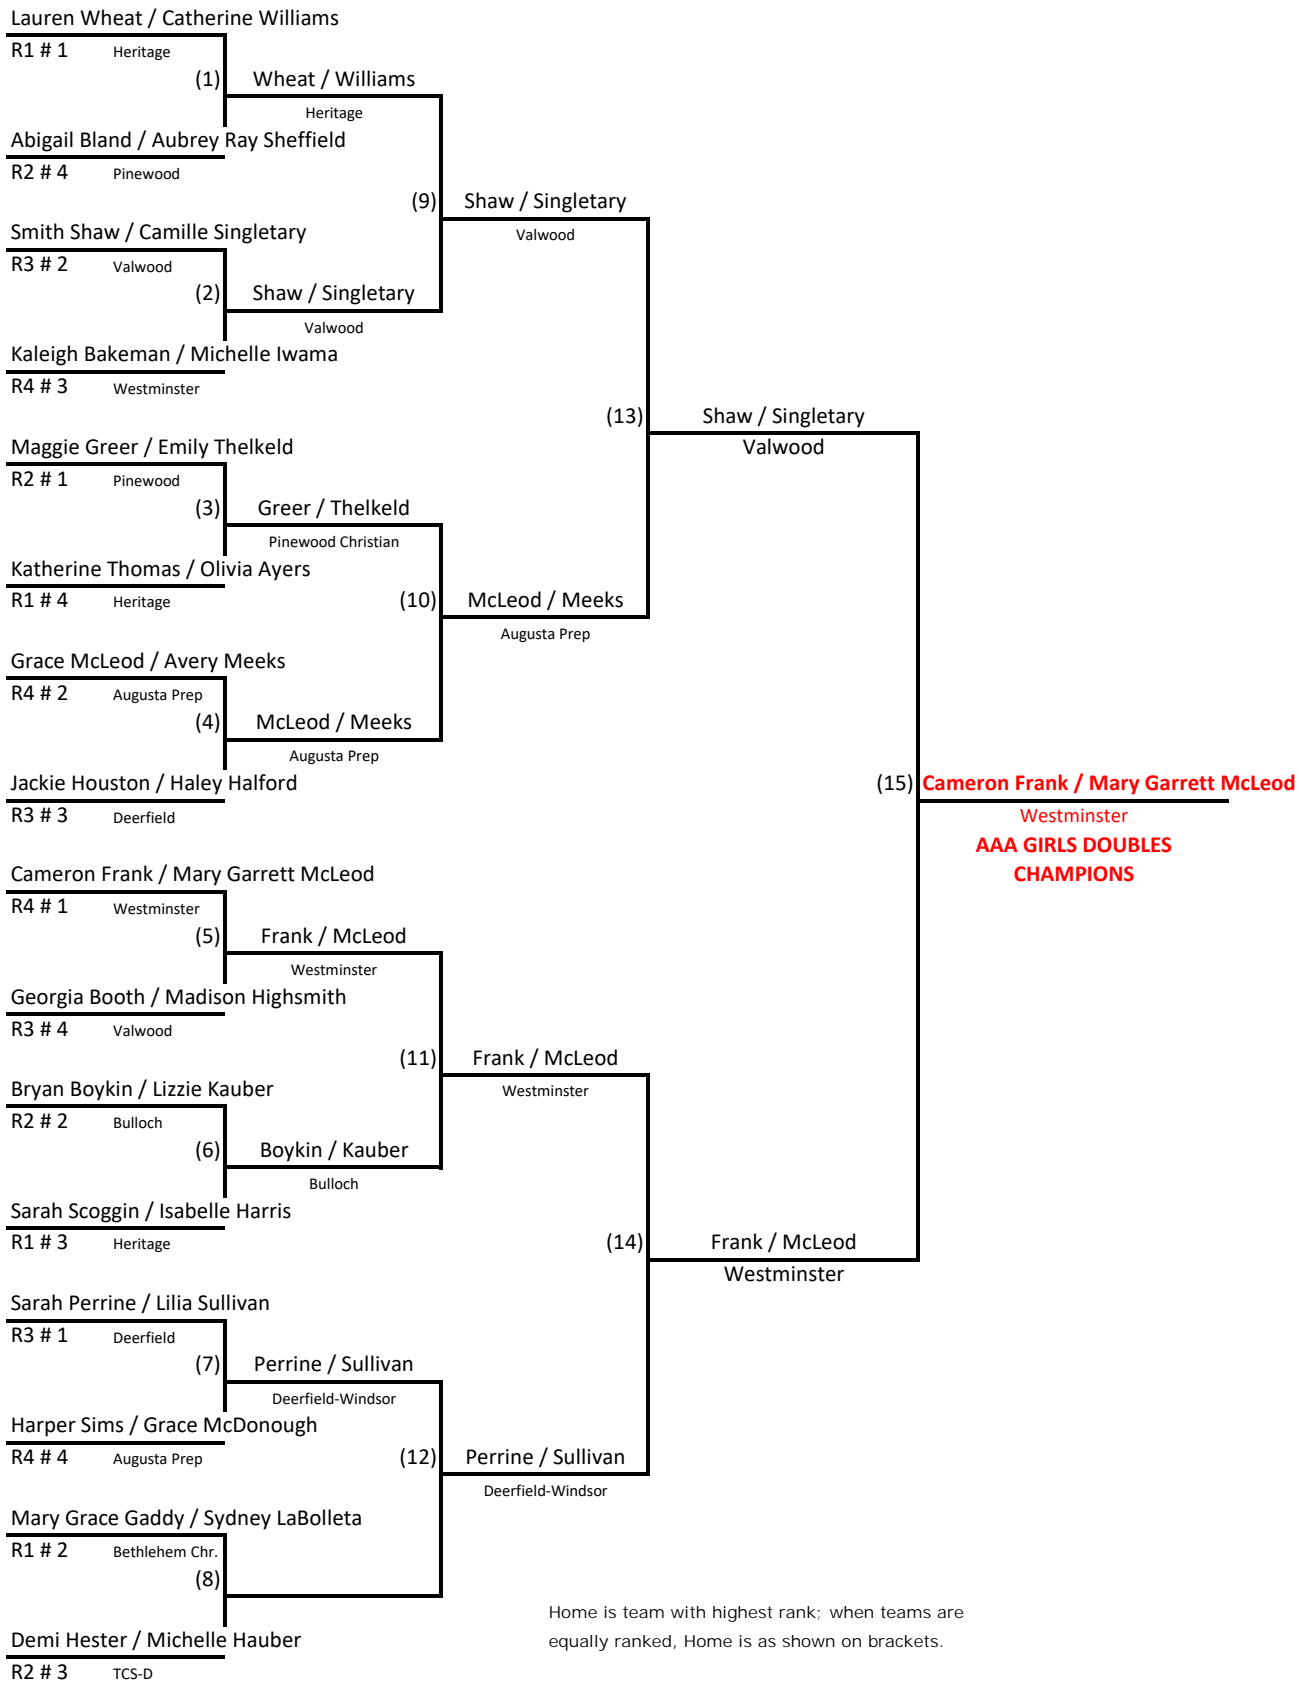 Lauren Wheat / Catherine Williams
R1 # 1 Heritage
(1) Wheat / Williams
Heritage
Abigail Bland / Aubrey Ray Sheffield
R2 # 4 Pinewood
(9) Shaw / Singletary
Valwood
Smith Shaw / Camille Singletary
R3 # 2 Valwood
(2) Shaw / Singletary
Valwood
Kaleigh Bakeman / Michelle Iwama
R4 # 3 Westminster
(13) Shaw / Singletary
Valwood
Maggie Greer / Emily Thelkeld
R2 # 1 Pinewood
(3) Greer / Thelkeld
Pinewood Christian
Katherine Thomas / Olivia Ayers
R1 # 4 Heritage
(10) McLeod / Meeks
Augusta Prep
Grace McLeod / Avery Meeks
R4 # 2 Augusta Prep
(4) McLeod / Meeks
Augusta Prep
Jackie Houston / Haley Halford
R3 # 3 Deerfield
(15) Cameron Frank / Mary Garrett McLeod
Westminster
AAA GIRLS DOUBLES
CHAMPIONS
Cameron Frank / Mary Garrett McLeod
R4 # 1 Westminster
(5) Frank / McLeod
Westminster
Georgia Booth / Madison Highsmith
R3 # 4 Valwood
(11) Frank / McLeod
Westminster
Bryan Boykin / Lizzie Kauber
R2 # 2 Bulloch
(6) Boykin / Kauber
Bulloch
Sarah Scoggin / Isabelle Harris
R1 # 3 Heritage
(14) Frank / McLeod
Westminster
Sarah Perrine / Lilia Sullivan
R3 # 1 Deerfield
(7) Perrine / Sullivan
Deerfield-Windsor
Harper Sims / Grace McDonough
R4 # 4 Augusta Prep
(12) Perrine / Sullivan
Deerfield-Windsor
Mary Grace Gaddy / Sydney LaBolleta
R1 # 2 Bethlehem Chr.
(8)
Demi Hester / Michelle Hauber
R2 # 3 TCS-D
Home is team with highest rank; when teams are
equally ranked, Home is as shown on brackets.